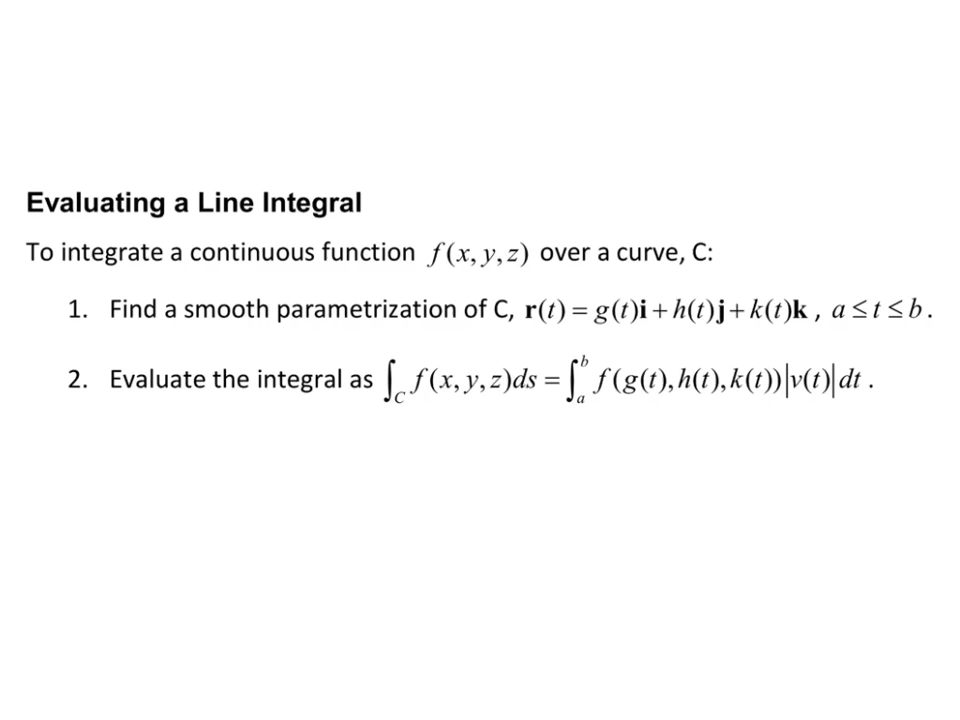 Evaluating a Line Integral
To integrate a continuous function f(x, y, z) over a curve, C:
1. Find a smooth parametrization of C, r(t) = g(t)i + h(t)j + k(t)k , a ≤ t ≤ b.
2. Evaluate the integral as ∫_C f(x, y, z)ds = ∫_a^b f(g(t), h(t), k(t))|v(t)|dt .